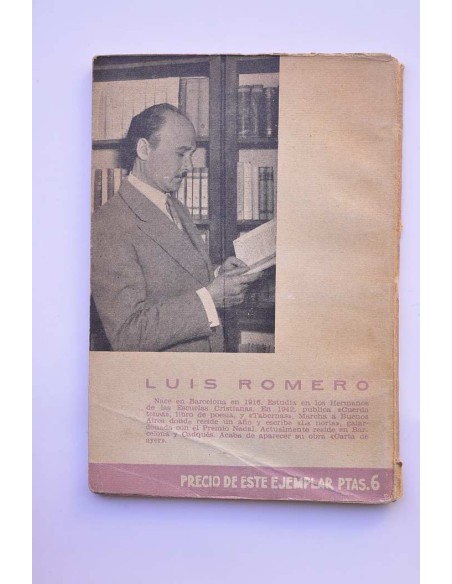 LUIS ROMERO
Nace en Barcelona en 1916. Estudia en los Hermanos
de las Escuelas Cristianas. En 1942, publica «Cuerda
tensa», libro de poesía, y «Tabernas». Marcha a Buenos
Aires donde reside un año y escribe «La noria», galar-
donada con el Premio Nadal. Actualmente reside en Bar-
celona y Cadaqués. Acaba de aparecer su obra «Carta de
ayer».
PRECIO DE ESTE EJEMPLAR PTAS. 6